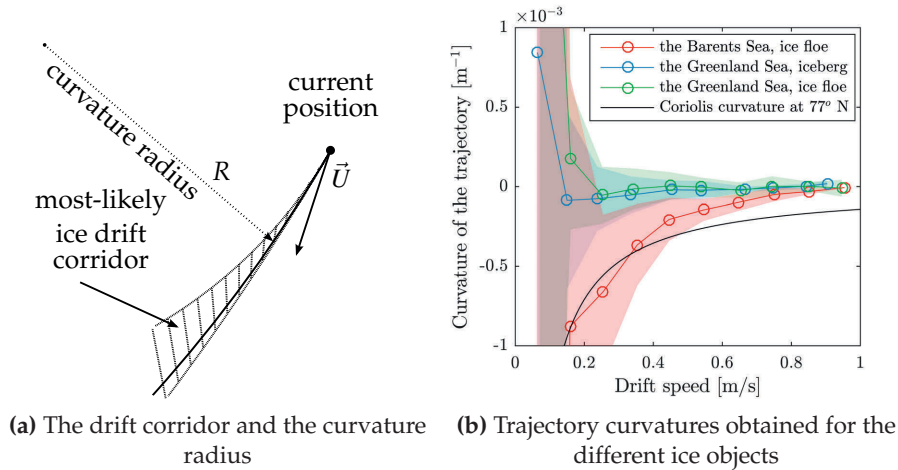 curvature radius
R
current
position
U⃗
most-likely
ice drift
corridor
(a) The drift corridor and the curvature
radius
×10⁻³
1
0.5
0
-0.5
-1
Curvature of the trajectory [m⁻¹]
the Barents Sea, ice floe
the Greenland Sea, iceberg
the Greenland Sea, ice floe
Coriolis curvature at 77° N
0
0.2
0.4
0.6
0.8
1
Drift speed [m/s]
(b) Trajectory curvatures obtained for the
different ice objects